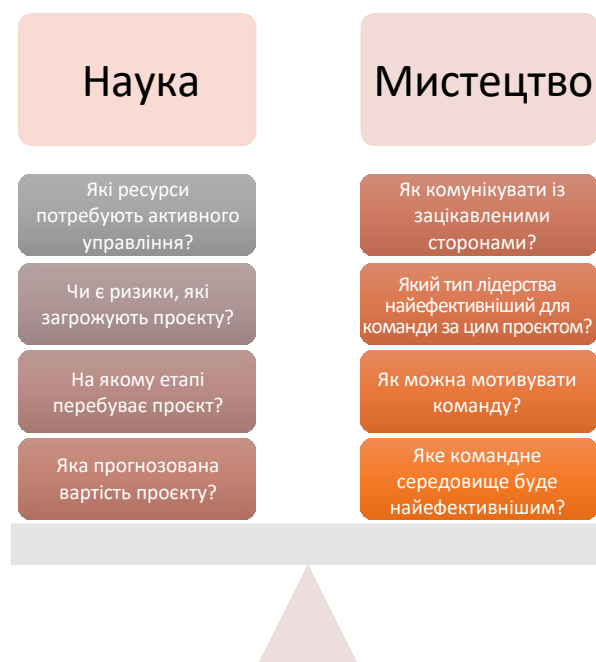 Наука
Які ресурси
потребують активного
управління?
Чи є ризики, які
загрожують проєкту?
На якому етапі
перебуває проєкт?
Яка прогнозована
вартість проєкту?
Мистецтво
Як комунікувати із
зацікавленими
сторонами?
Який тип лідерства
найефективніший для
команди за цим проєктом?
Як можна мотивувати
команду?
Яке командне
середовище буде
найефективнішим?